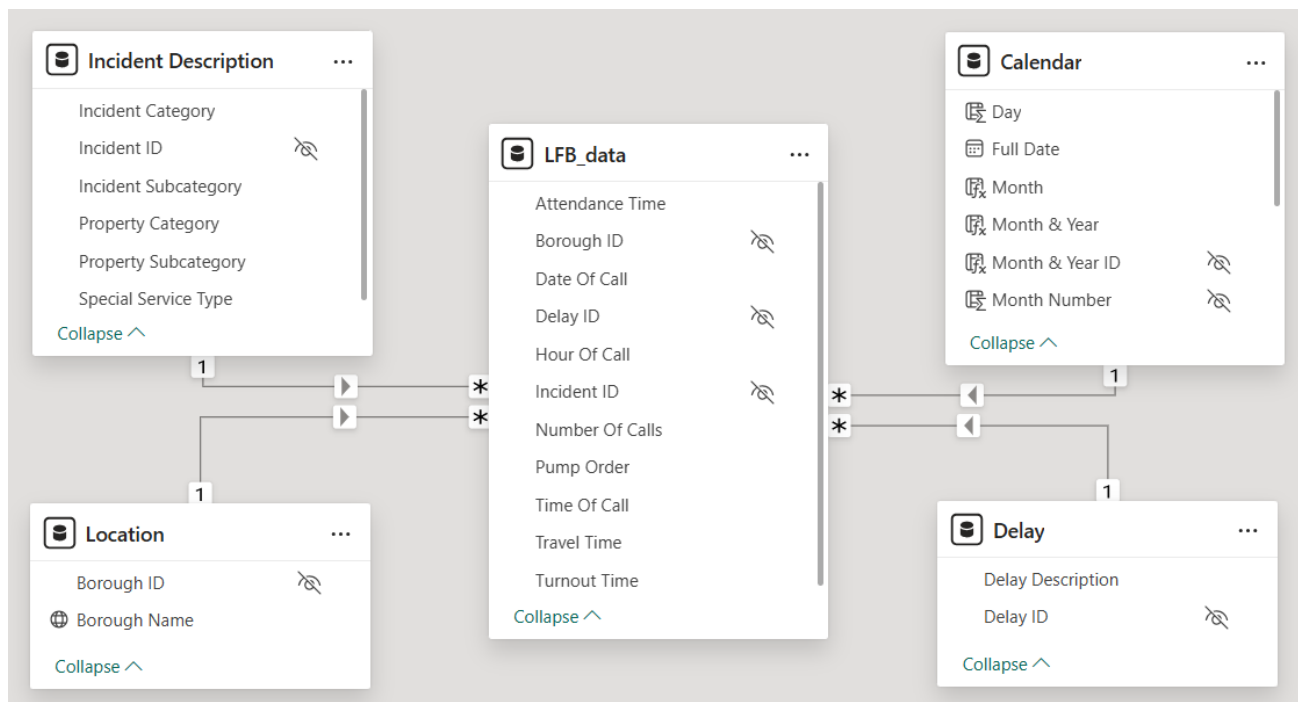 Incident Description
Incident Category
Incident ID
Incident Subcategory
Property Category
Property Subcategory
Special Service Type
Collapse
1
*
Location
Borough ID
Borough Name
Collapse
1
*
LFB_data
Attendance Time
Borough ID
Date Of Call
Delay ID
Hour Of Call
Incident ID
Number Of Calls
Pump Order
Time Of Call
Travel Time
Turnout Time
Collapse
Calendar
Day
Full Date
Month
Month & Year
Month & Year ID
Month Number
Collapse
1
*
Delay
Delay Description
Delay ID
Collapse
1
*